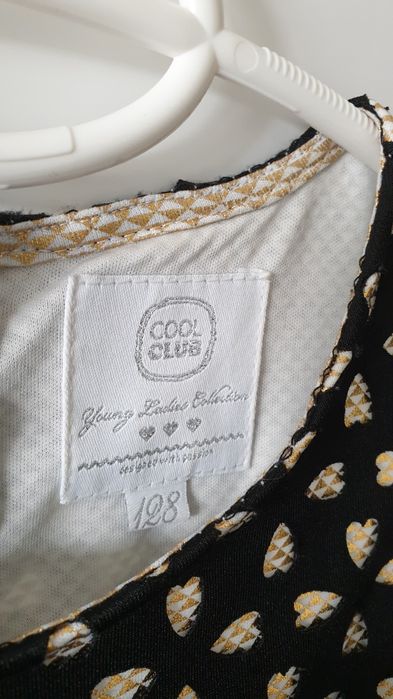 COOL
CLUB
Young Ladies Collection
designed with passion
128